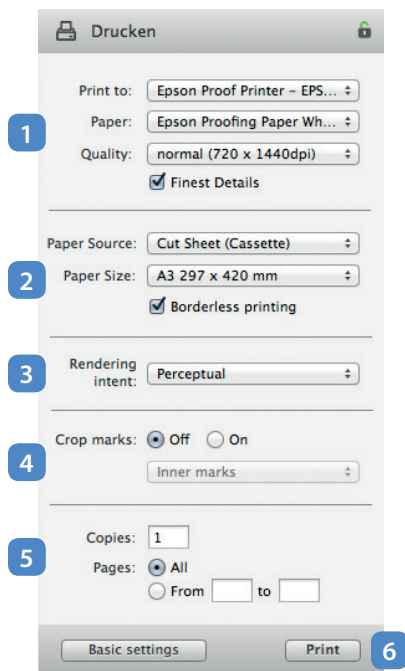 Drucken
Print to: Epson Proof Printer – EPS...
1
Paper: Epson Proofing Paper Wh...
Quality: normal (720 x 1440dpi)
Finest Details
Paper Source: Cut Sheet (Cassette)
2
Paper Size: A3 297 x 420 mm
Borderless printing
3
Rendering
intent: Perceptual
Crop marks: Off On
4
Inner marks
Copies: 1
5
Pages: All
From to
Basic settings Print 6